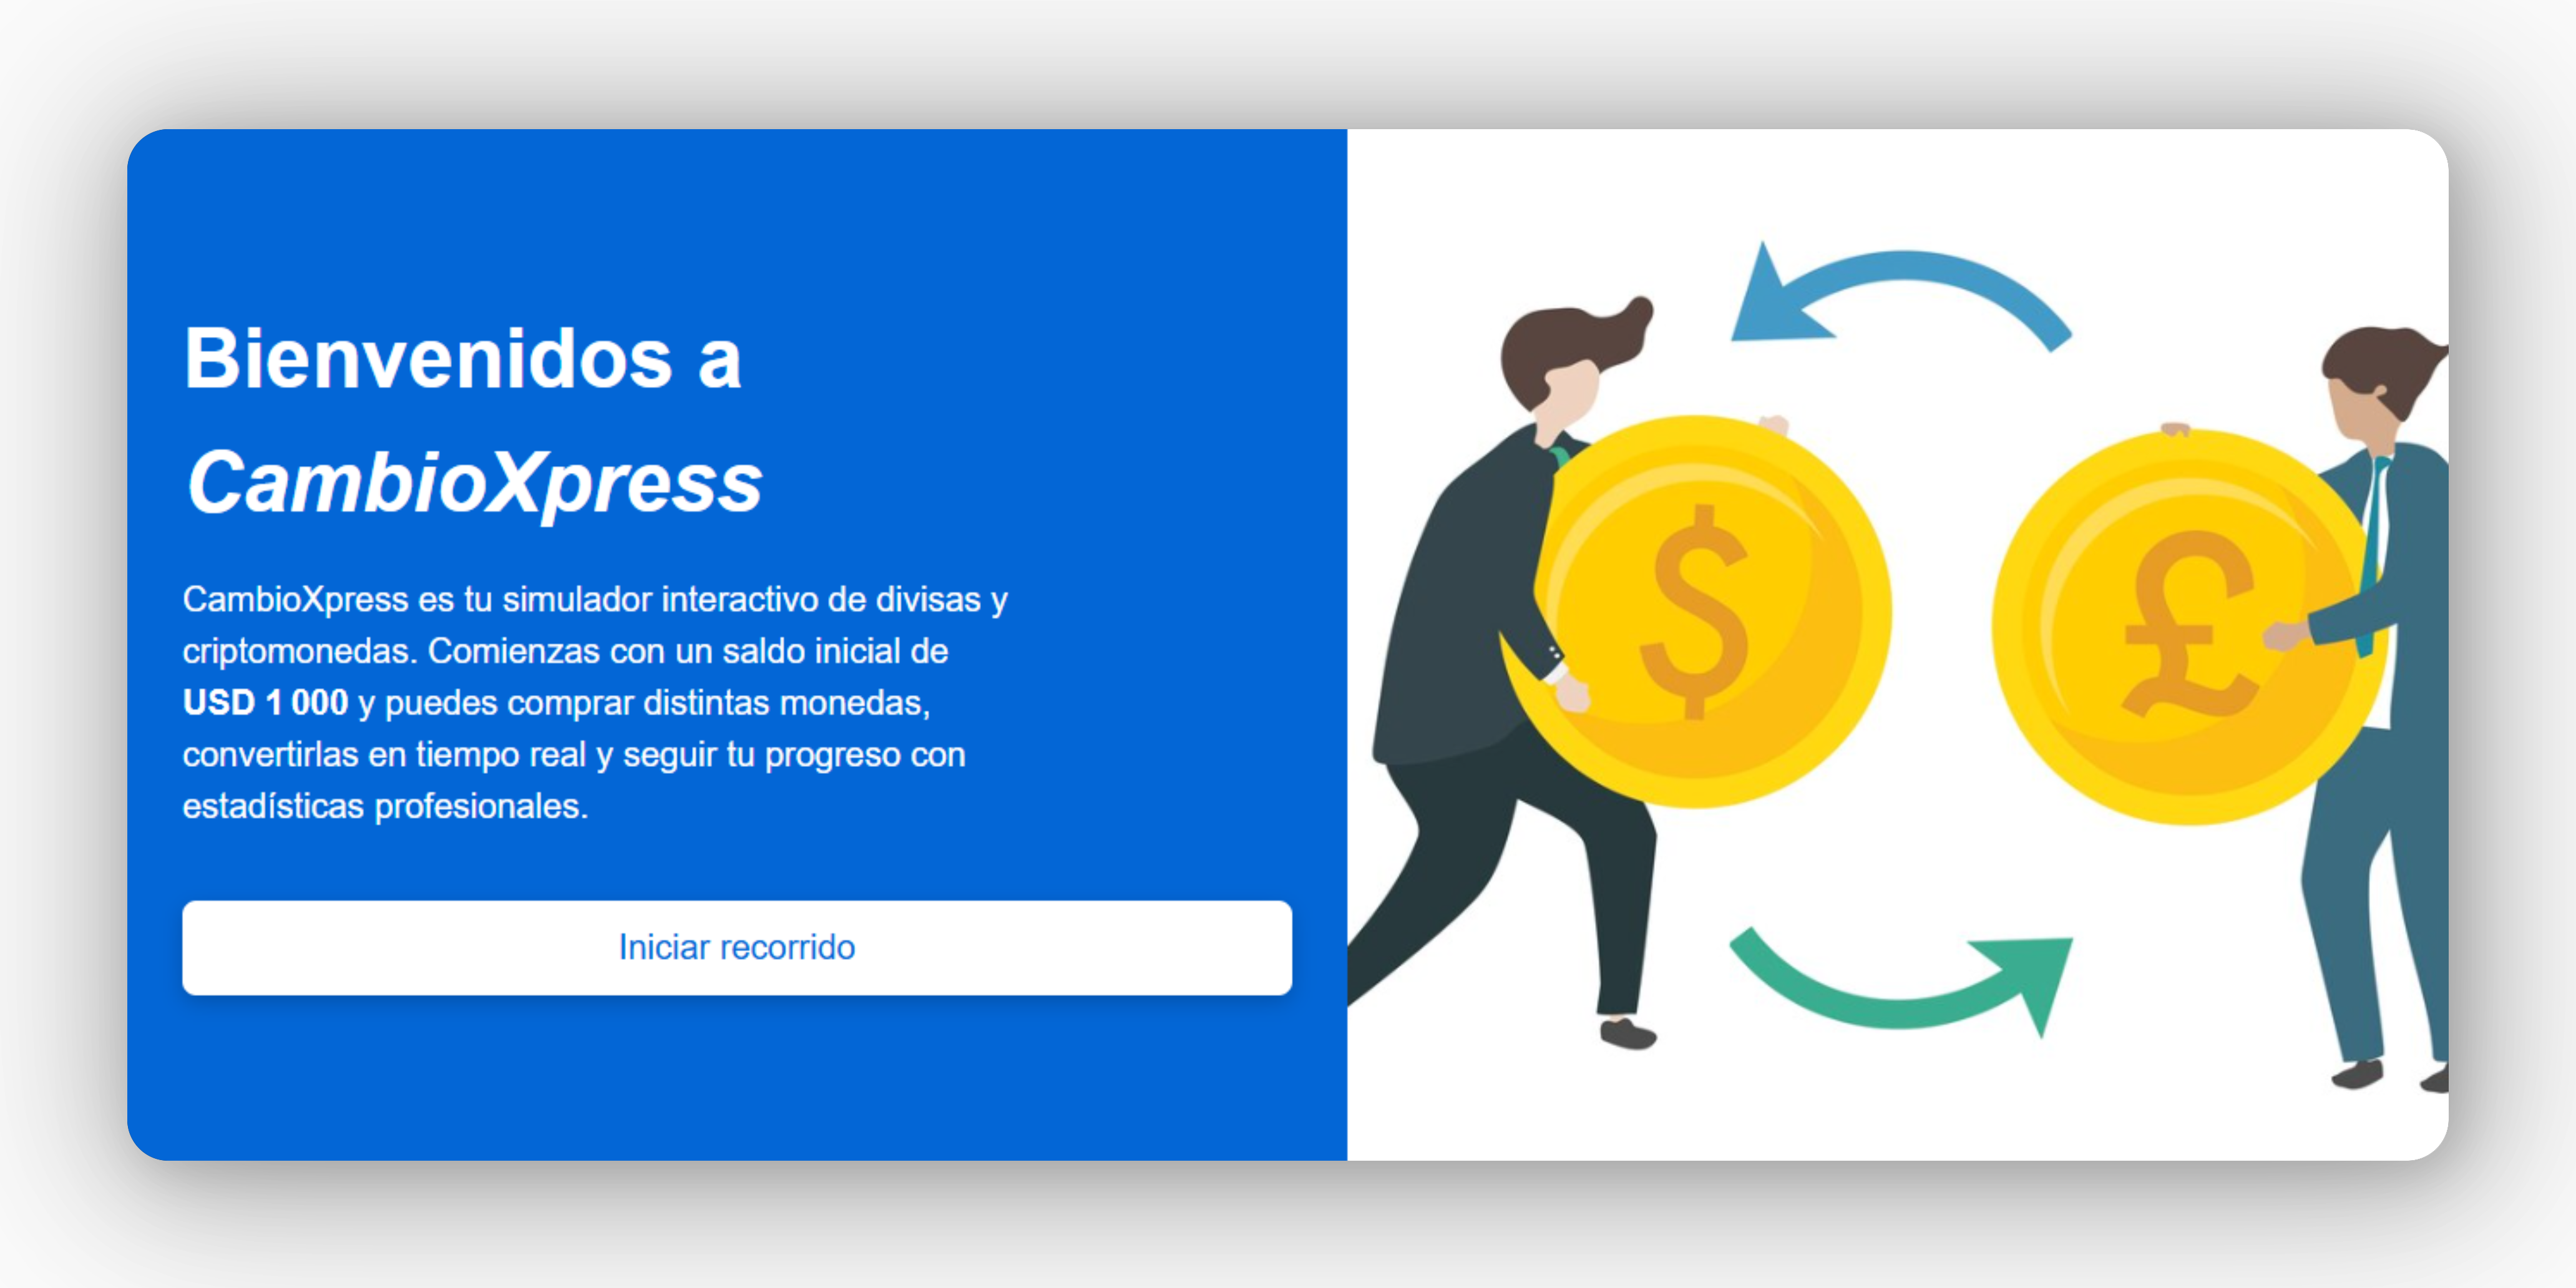 Bienvenidos a
CambioXpress
CambioXpress es tu simulador interactivo de divisas y
criptomonedas. Comienzas con un saldo inicial de
USD 1 000 y puedes comprar distintas monedas,
convertirlas en tiempo real y seguir tu progreso con
estadísticas profesionales.
Iniciar recorrido
$
£